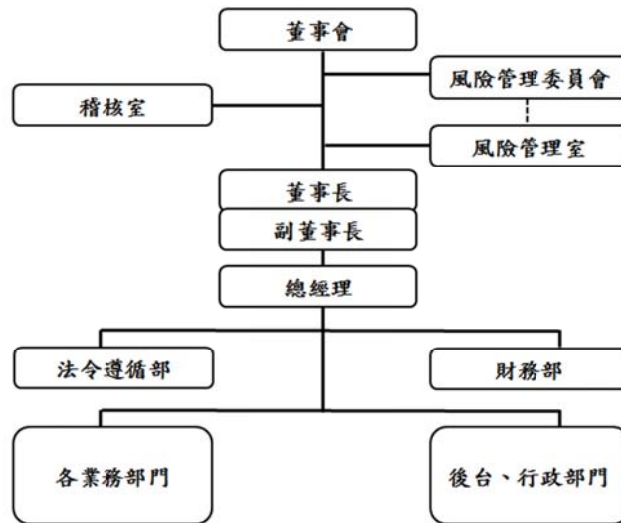 董事會
風險管理委員會
稽核室
風險管理室
董事長
副董事長
總經理
法令遵循部
財務部
各業務部門
後台、行政部門